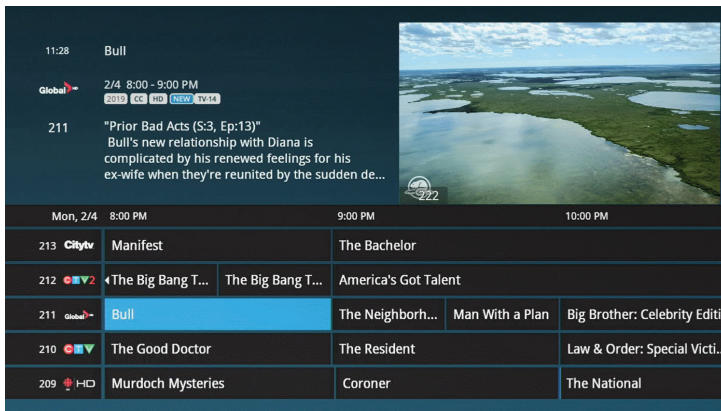 11:28
Bull
Global
2/4 8:00 - 9:00 PM
2019 CC HD NEW TV-14
211
"Prior Bad Acts (S:3, Ep:13)"
Bull's new relationship with Diana is
complicated by his renewed feelings for his
ex-wife when they're reunited by the sudden de...
222
Mon, 2/4 8:00 PM 9:00 PM 10:00 PM
213 Citytv Manifest The Bachelor
212 CTV2 The Big Bang T... The Big Bang T... America's Got Talent
211 Global Bull The Neighborh... Man With a Plan Big Brother: Celebrity Editi
210 CTV The Good Doctor The Resident Law & Order: Special Victi...
209 HD Murdoch Mysteries Coroner The National